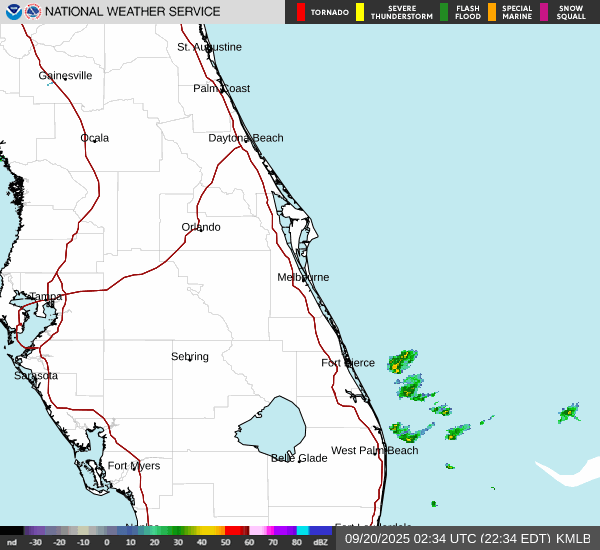 NATIONAL WEATHER SERVICE
TORNADO
SEVERE
THUNDERSTORM
FLASH
FLOOD
SPECIAL
MARINE
SNOW
SQUALL
St. Augustine
Gainesville
Palm Coast
Ocala
Daytona Beach
Orlando
Melbourne
Tampa
Sebring
Fort Pierce
Sarasota
West Palm Beach
Belle Glade
Fort Myers
Fort Lauderdale
nd -30 -20 -10 0 10 20 30 40 50 60 70 80 dBZ
09/20/2025 02:34 UTC (22:34 EDT) KMLB